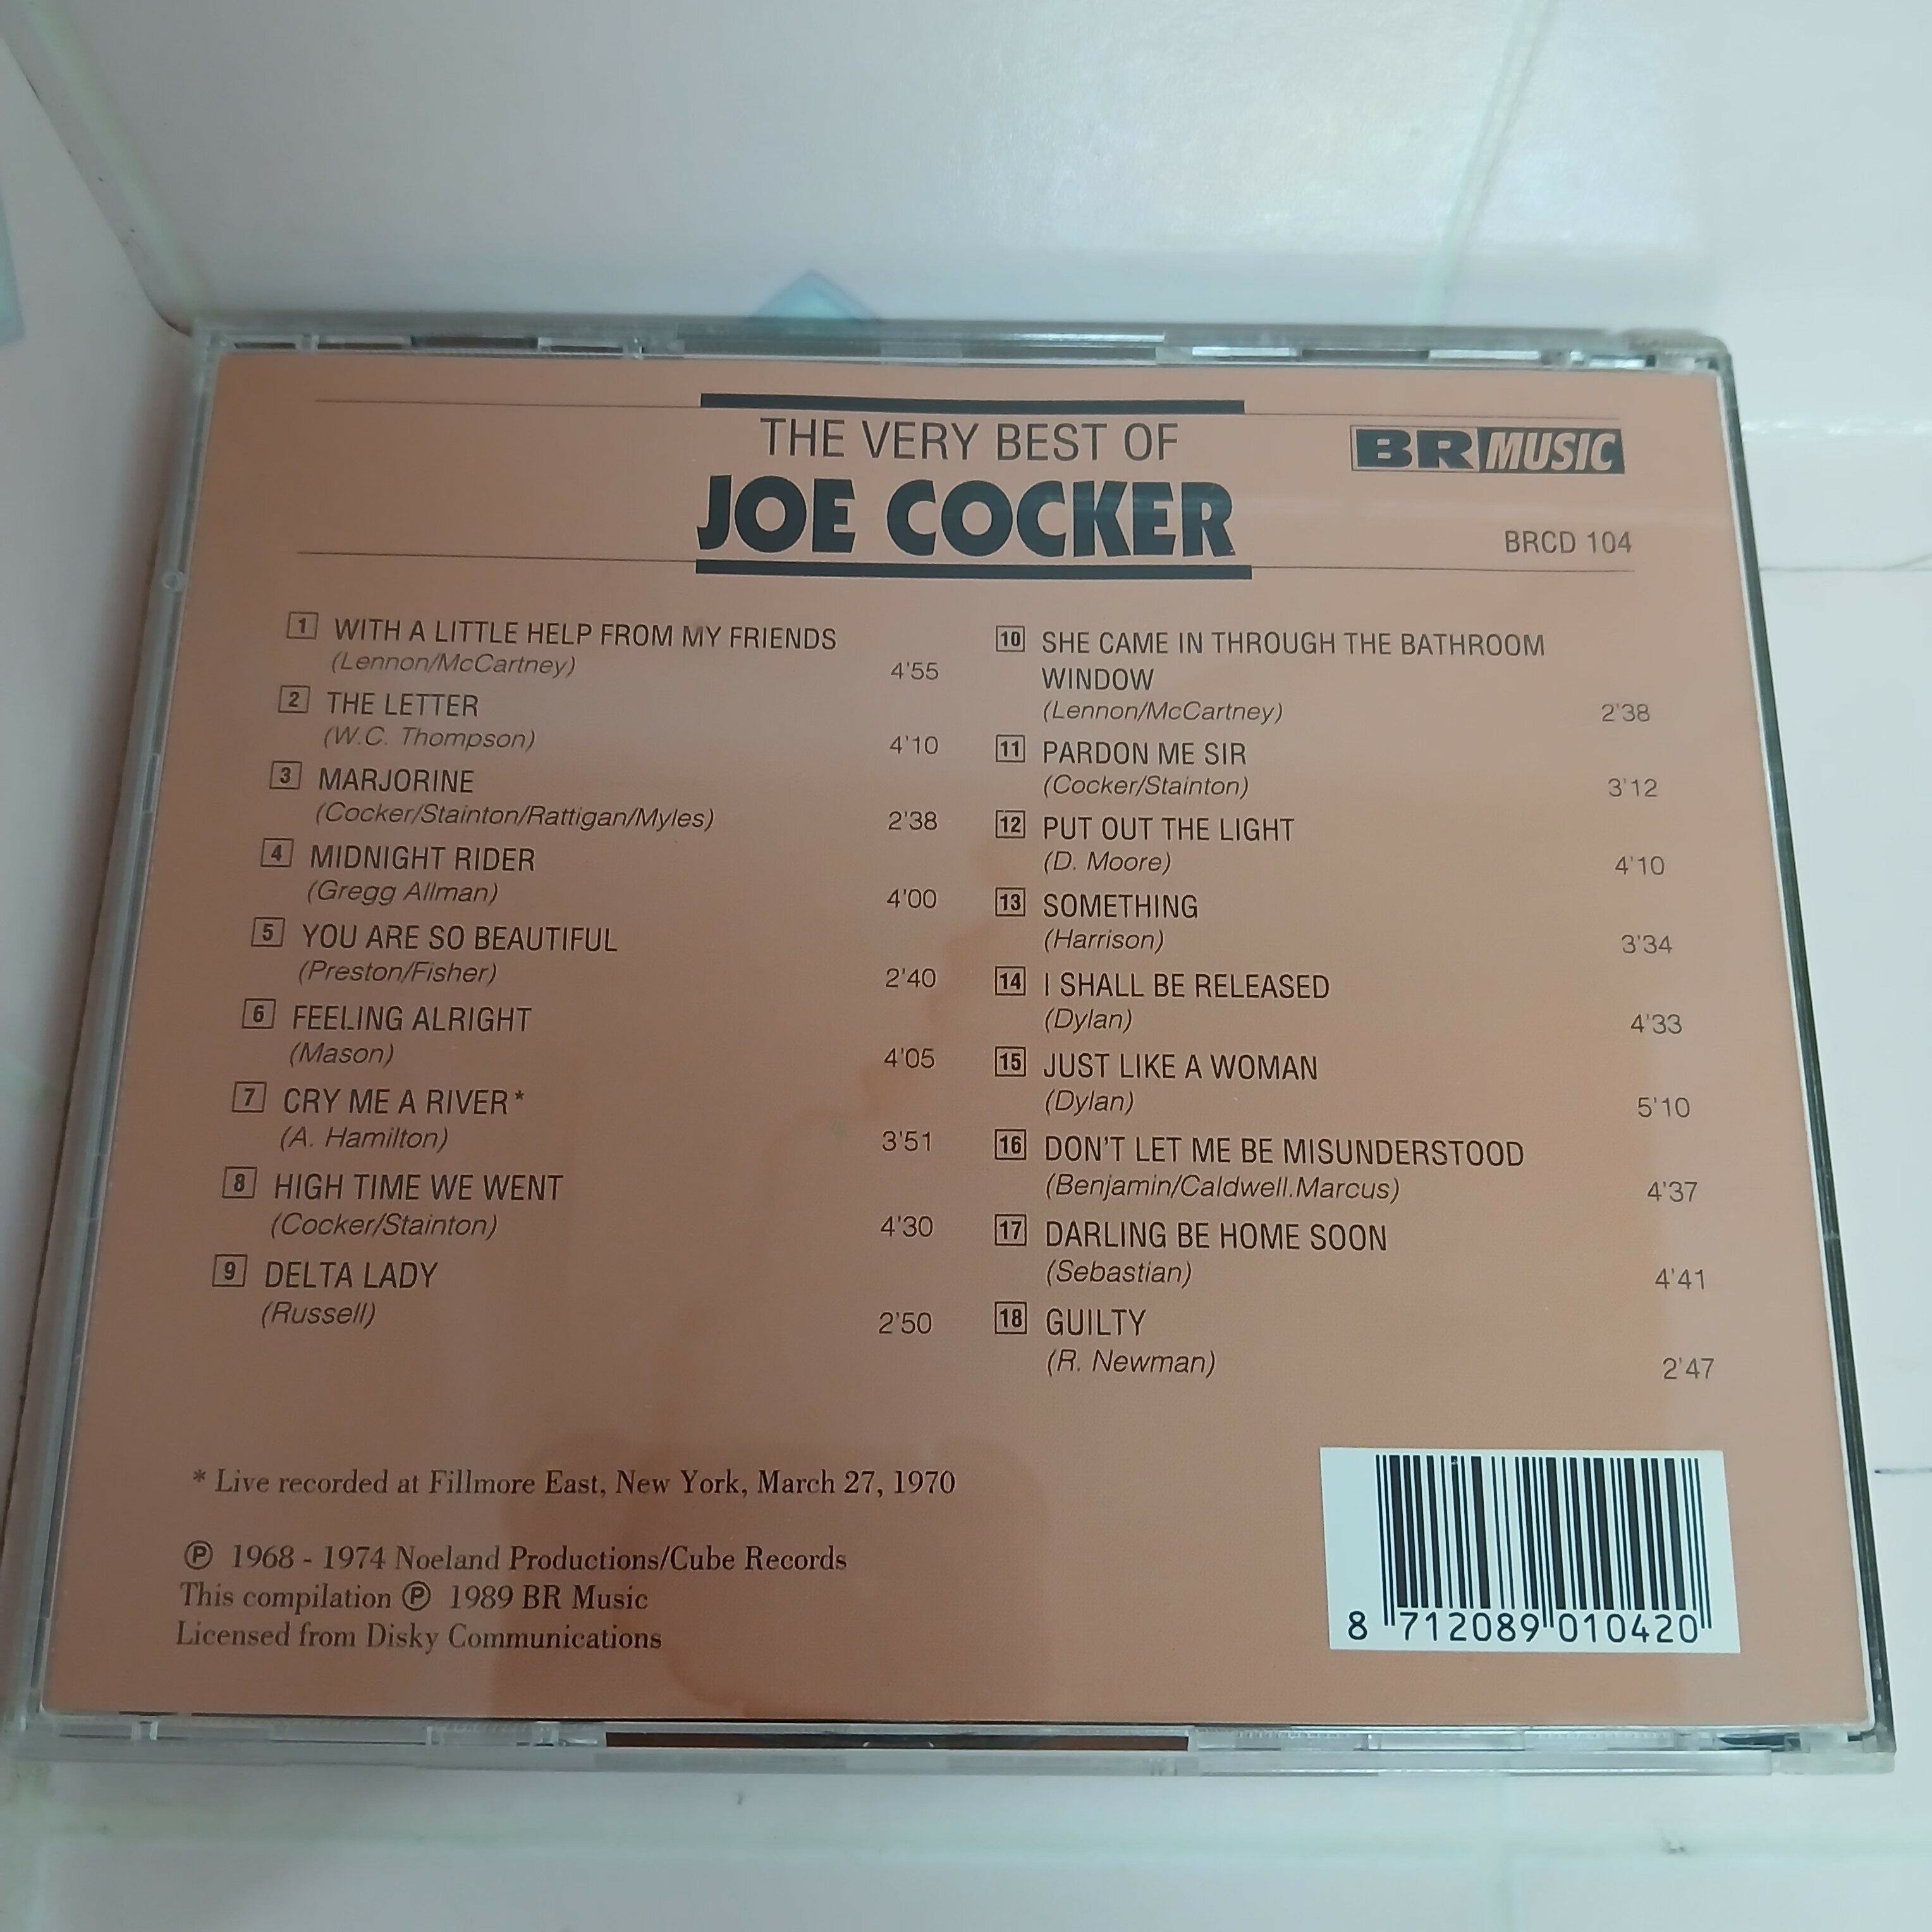 THE VERY BEST OF
JOE COCKER
BR MUSIC
BRCD 104
1 WITH A LITTLE HELP FROM MY FRIENDS
(Lennon/McCartney) 4'55
2 THE LETTER
(W.C. Thompson) 4'10
3 MARJORINE
(Cocker/Stainton/Rattigan/Myles) 2'38
4 MIDNIGHT RIDER
(Gregg Allman) 4'00
5 YOU ARE SO BEAUTIFUL
(Preston/Fisher) 2'40
6 FEELING ALRIGHT
(Mason) 4'05
7 CRY ME A RIVER*
(A. Hamilton) 3'51
8 HIGH TIME WE WENT
(Cocker/Stainton) 4'30
9 DELTA LADY
(Russell) 2'50
10 SHE CAME IN THROUGH THE BATHROOM
WINDOW
(Lennon/McCartney) 2'38
11 PARDON ME SIR
(Cocker/Stainton) 3'12
12 PUT OUT THE LIGHT
(D. Moore) 4'10
13 SOMETHING
(Harrison) 3'34
14 I SHALL BE RELEASED
(Dylan) 4'33
15 JUST LIKE A WOMAN
(Dylan) 5'10
16 DON'T LET ME BE MISUNDERSTOOD
(Benjamin/Caldwell.Marcus) 4'37
17 DARLING BE HOME SOON
(Sebastian) 4'41
18 GUILTY
(R. Newman) 2'47
* Live recorded at Fillmore East, New York, March 27, 1970
℗ 1968 - 1974 Noeland Productions/Cube Records
This compilation ℗ 1989 BR Music
Licensed from Disky Communications
8 712089 010420